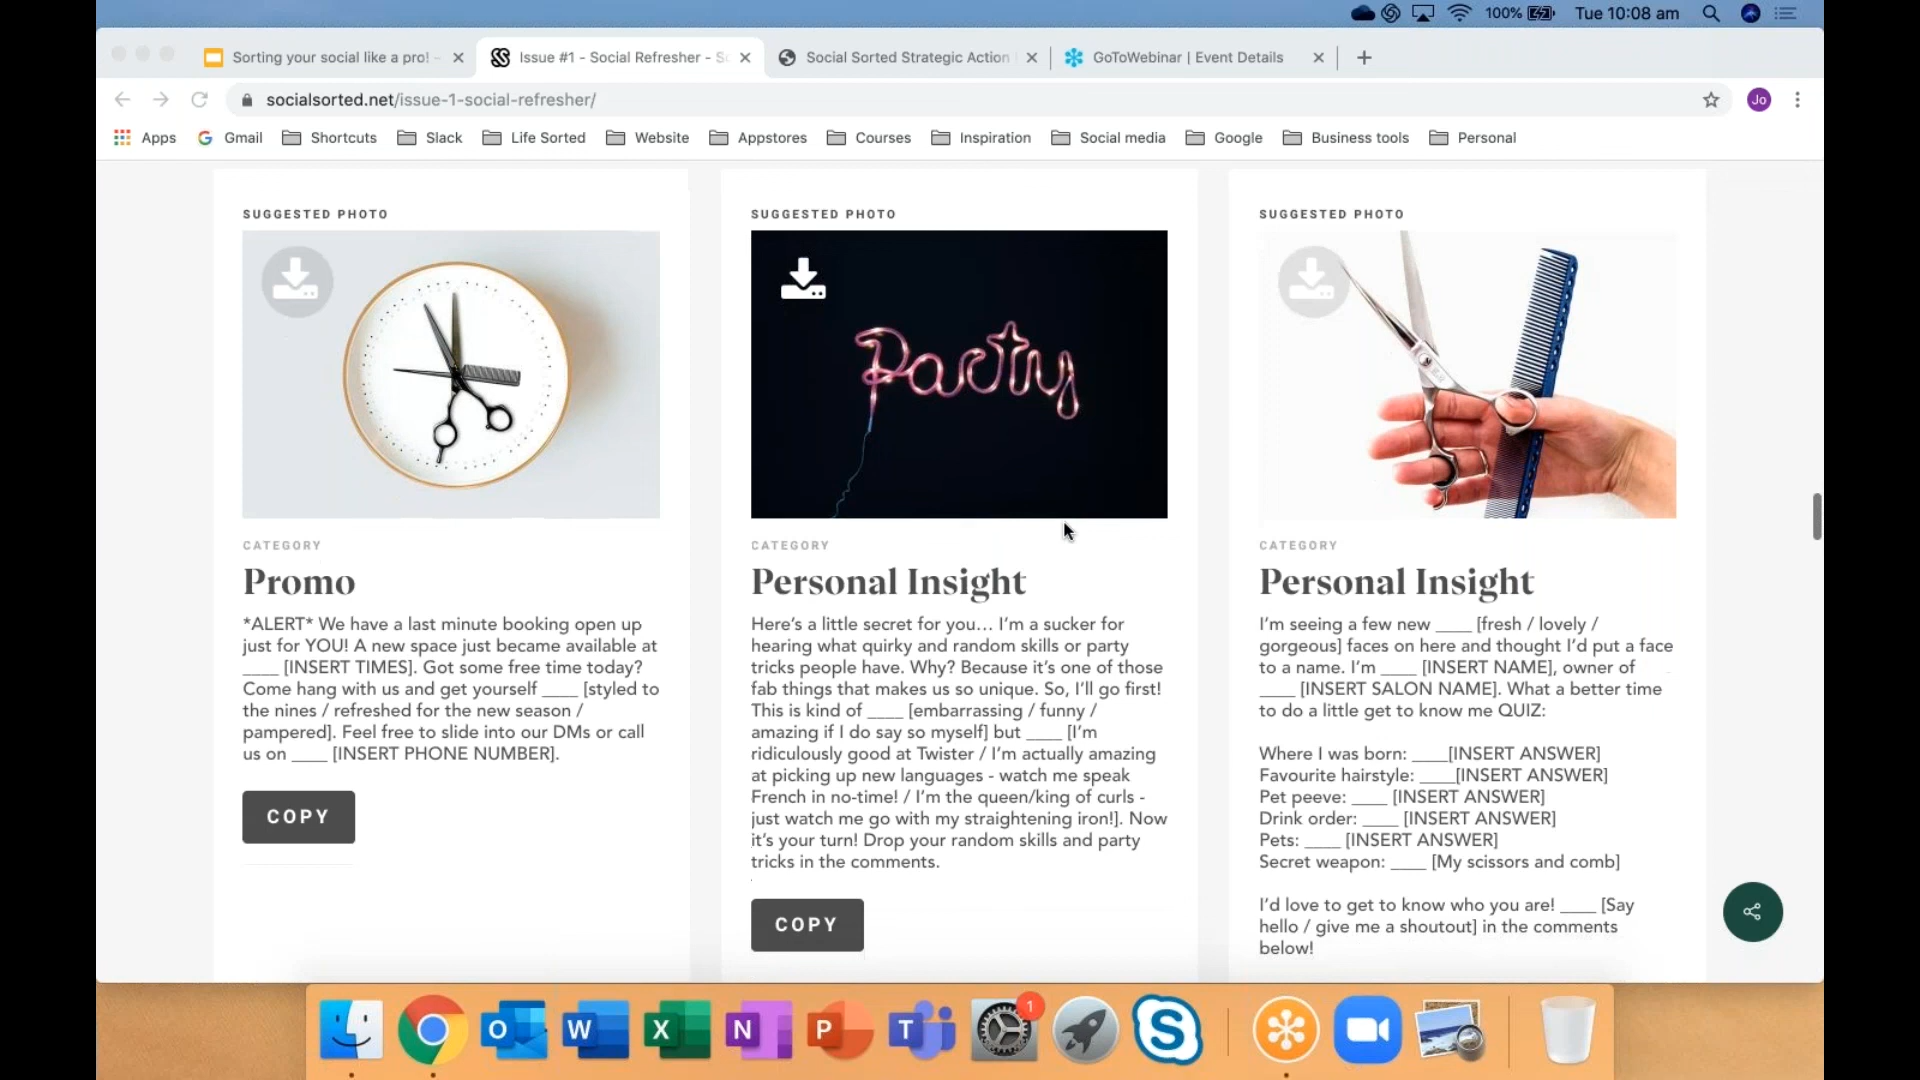 100% Tue 10:08 am
Sorting your social like a pro! -
Issue #1 - Social Refresher - So
Social Sorted Strategic Action
GoToWebinar | Event Details
socialsorted.net/issue-1-social-refresher/
Jo
Apps Gmail Shortcuts Slack Life Sorted Website Appstores Courses Inspiration Social media Google Business tools Personal
SUGGESTED PHOTO
CATEGORY
Promo
*ALERT* We have a last minute booking open up
just for YOU! A new space just became available at
____ [INSERT TIMES]. Got some free time today?
Come hang with us and get yourself ____ [styled to
the nines / refreshed for the new season /
pampered]. Feel free to slide into our DMs or call
us on ____ [INSERT PHONE NUMBER].
COPY
SUGGESTED PHOTO
Party
CATEGORY
Personal Insight
Here's a little secret for you… I'm a sucker for
hearing what quirky and random skills or party
tricks people have. Why? Because it's one of those
fab things that makes us so unique. So, I'll go first!
This is kind of ____ [embarrassing / funny /
amazing if I do say so myself] but ____ [I'm
ridiculously good at Twister / I'm actually amazing
at picking up new languages - watch me speak
French in no-time! / I'm the queen/king of curls -
just watch me go with my straightening iron!]. Now
it's your turn! Drop your random skills and party
tricks in the comments.
COPY
SUGGESTED PHOTO
CATEGORY
Personal Insight
I'm seeing a few new ____ [fresh / lovely /
gorgeous] faces on here and thought I'd put a face
to a name. I'm ____ [INSERT NAME], owner of
____ [INSERT SALON NAME]. What a better time
to do a little get to know me QUIZ:
Where I was born: ____[INSERT ANSWER]
Favourite hairstyle: ____[INSERT ANSWER]
Pet peeve: ____ [INSERT ANSWER]
Drink order: ____ [INSERT ANSWER]
Pets: ____ [INSERT ANSWER]
Secret weapon: ____ [My scissors and comb]
I'd love to get to know who you are! ____ [Say
hello / give me a shoutout] in the comments
below!
O W X N P T 1 S